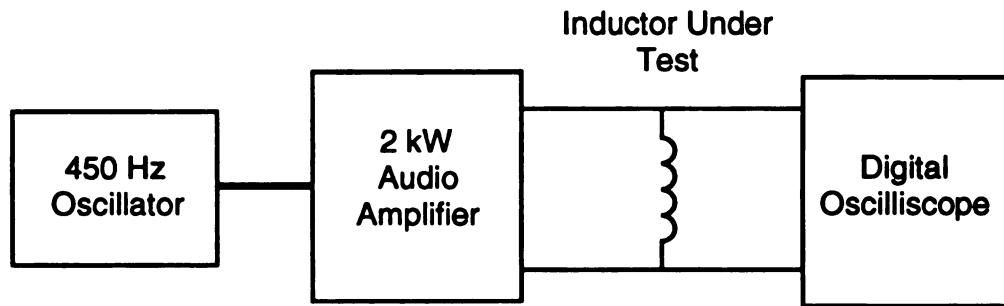 Inductor Under
Test
450 Hz
Oscillator
2 kW
Audio
Amplifier
Digital
Oscilliscope